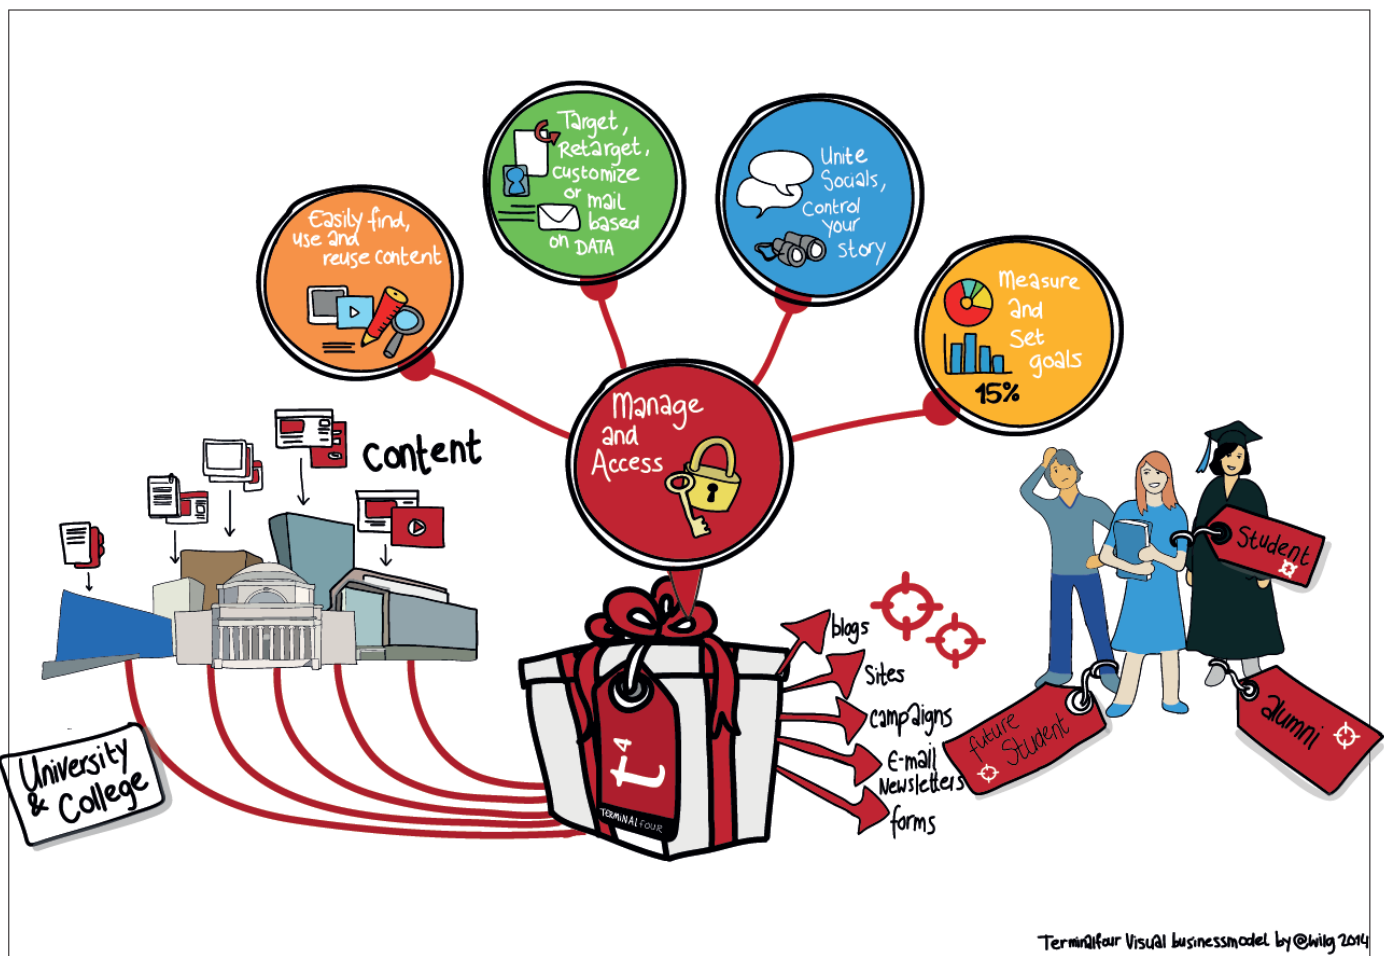 Target,
Retarget,
customize
or mail
based
on DATA
Unite
Socials,
Control
your
story
Easily find,
use and
reuse content
Measure
and
Set
goals
15%
Manage
and
Access
content
University
& College
t4
TERMINALFOUR
blogs
Sites
campaigns
E-mail
Newsletters
forms
Student
future
Student
alumni
Terminalfour Visual businessmodel by @wilg 2014